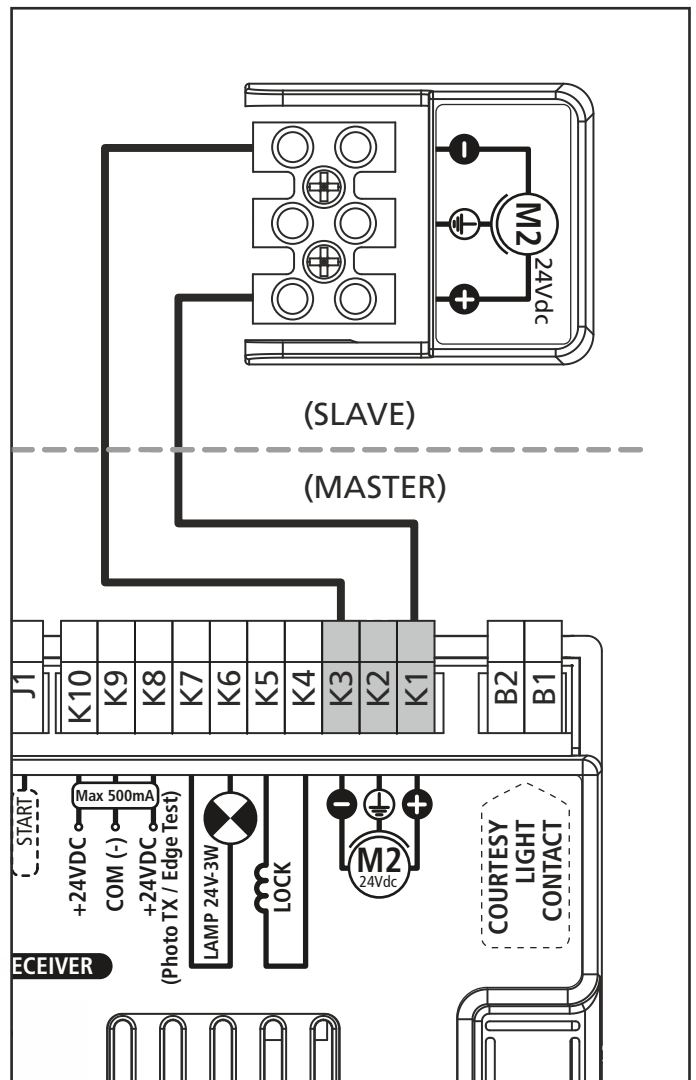 M2
24Vdc
(SLAVE)
(MASTER)
J1
K10
K9
K8
K7
K6
K5
K4
K3
K2
K1
B2
B1
START
Max 500mA
+24VDC
COM (-)
+24VDC
(Photo TX / Edge Test)
LAMP 24V-3W
LOCK
M2
24Vdc
COURTESY
LIGHT
CONTACT
ECEIVER